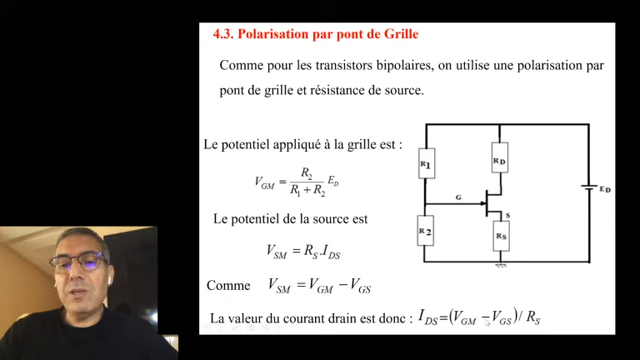 4.3. Polarisation par pont de Grille
Comme pour les transistors bipolaires, on utilise une polarisation par
pont de grille et résistance de source.
Le potentiel appliqué à la grille est :
V_GM = R_2 / (R_1 + R_2) E_D
Le potentiel de la source est
V_SM = R_S . I_DS
Comme V_SM = V_GM − V_GS
La valeur du courant drain est donc : I_DS=(V_GM −V_GS)/ R_S
R1
RD
ED
G
S
R2
RS